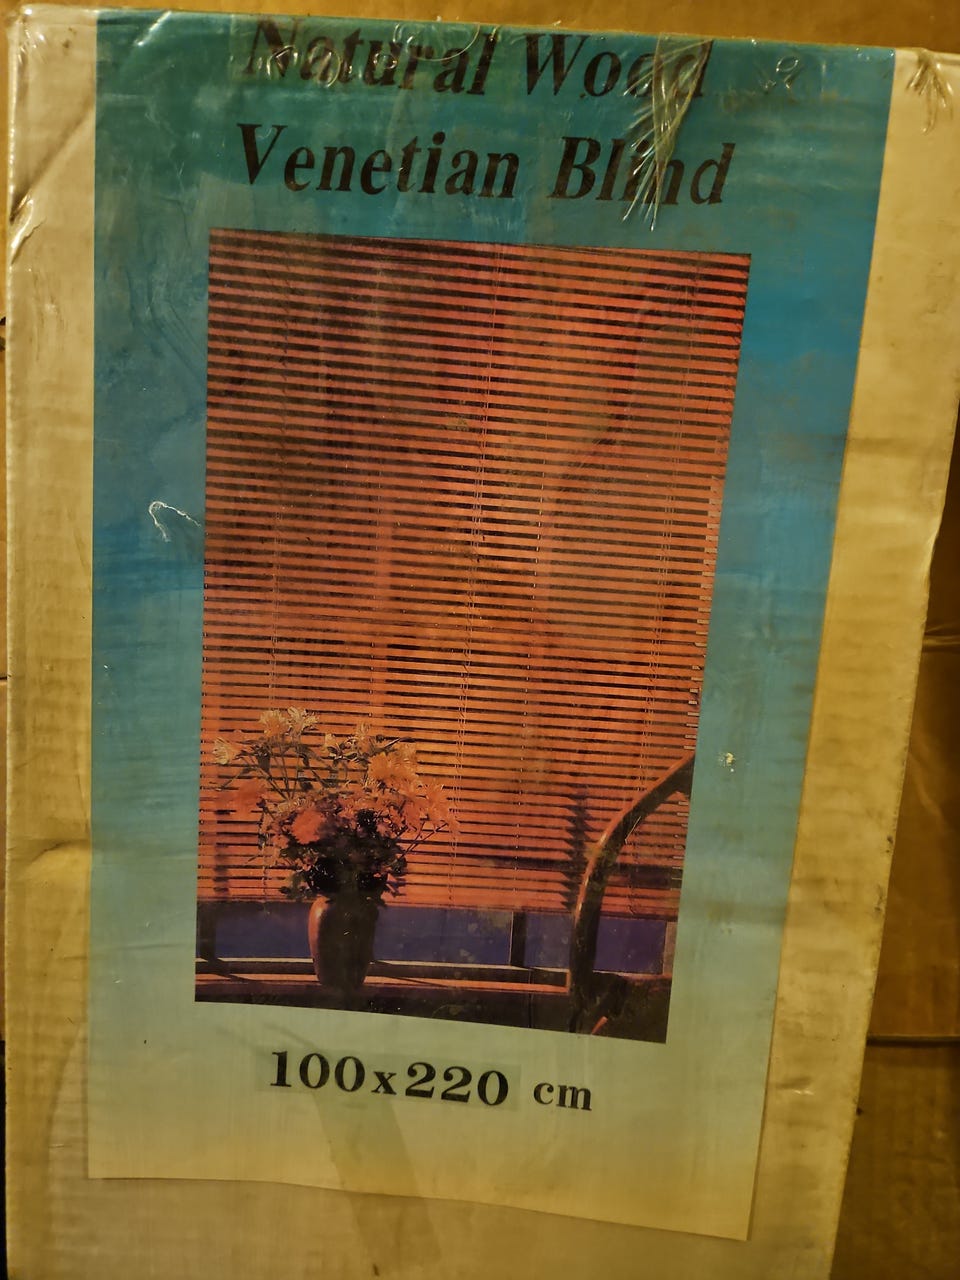 Natural Wood
Venetian Blind
100x220 cm